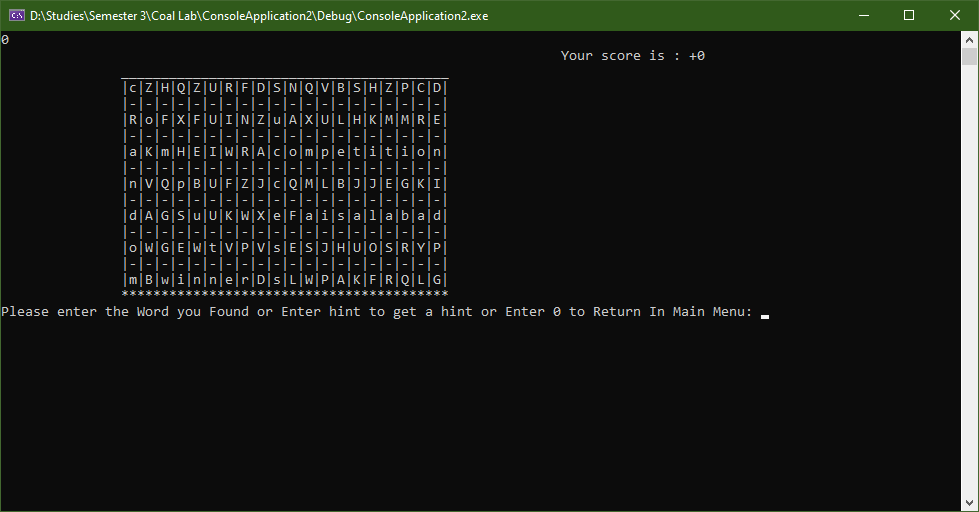 D:\Studies\Semester 3\Coal Lab\ConsoleApplication2\Debug\ConsoleApplication2.exe
0
Your score is : +0
_________________________________________
|c|Z|H|Q|Z|U|R|F|D|S|N|Q|V|B|S|H|Z|P|C|D|
|-|-|-|-|-|-|-|-|-|-|-|-|-|-|-|-|-|-|-|-|
|R|o|F|X|F|U|I|N|Z|u|A|X|U|L|H|K|M|M|R|E|
|-|-|-|-|-|-|-|-|-|-|-|-|-|-|-|-|-|-|-|-|
|a|K|m|H|E|I|W|R|A|c|o|m|p|e|t|i|t|i|o|n|
|-|-|-|-|-|-|-|-|-|-|-|-|-|-|-|-|-|-|-|-|
|n|V|Q|p|B|U|F|Z|J|c|Q|M|L|B|J|J|E|G|K|I|
|-|-|-|-|-|-|-|-|-|-|-|-|-|-|-|-|-|-|-|-|
|d|A|G|S|u|U|K|W|X|e|F|a|i|s|a|l|a|b|a|d|
|-|-|-|-|-|-|-|-|-|-|-|-|-|-|-|-|-|-|-|-|
|o|W|G|E|W|t|V|P|V|s|E|S|J|H|U|O|S|R|Y|P|
|-|-|-|-|-|-|-|-|-|-|-|-|-|-|-|-|-|-|-|-|
|m|B|w|i|n|n|e|r|D|s|L|W|P|A|K|F|R|Q|L|G|
*****************************************
Please enter the Word you Found or Enter hint to get a hint or Enter 0 to Return In Main Menu: